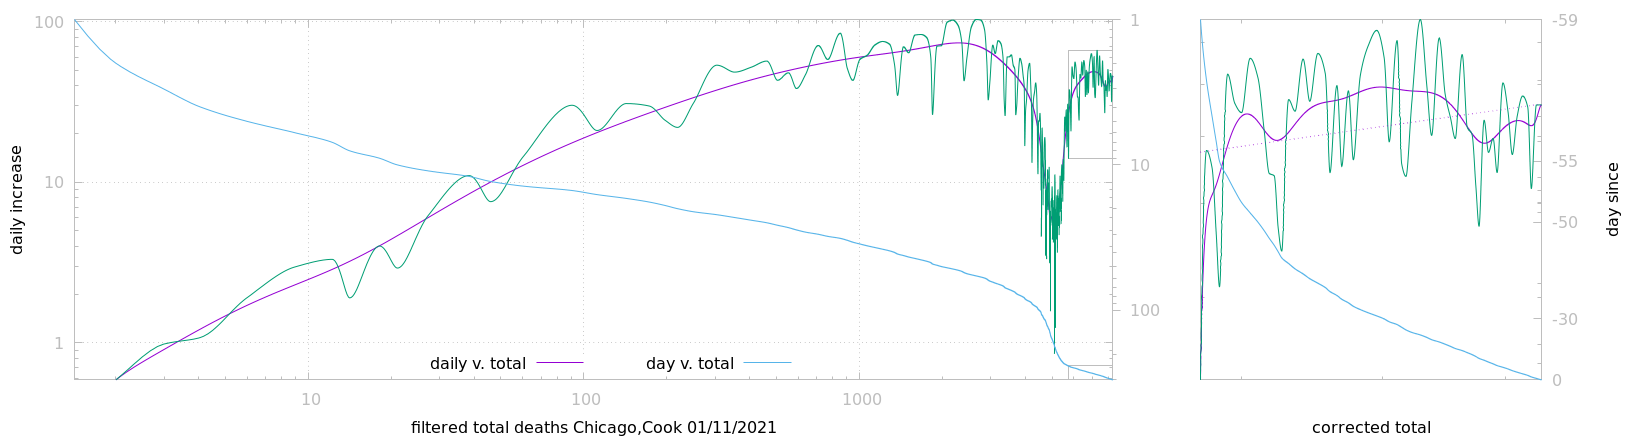 100
10
1
daily increase
1
10
100
daily v. total
day v. total
10
100
1000
filtered total deaths Chicago,Cook 01/11/2021
-59
-55
-50
-30
0
day since
corrected total